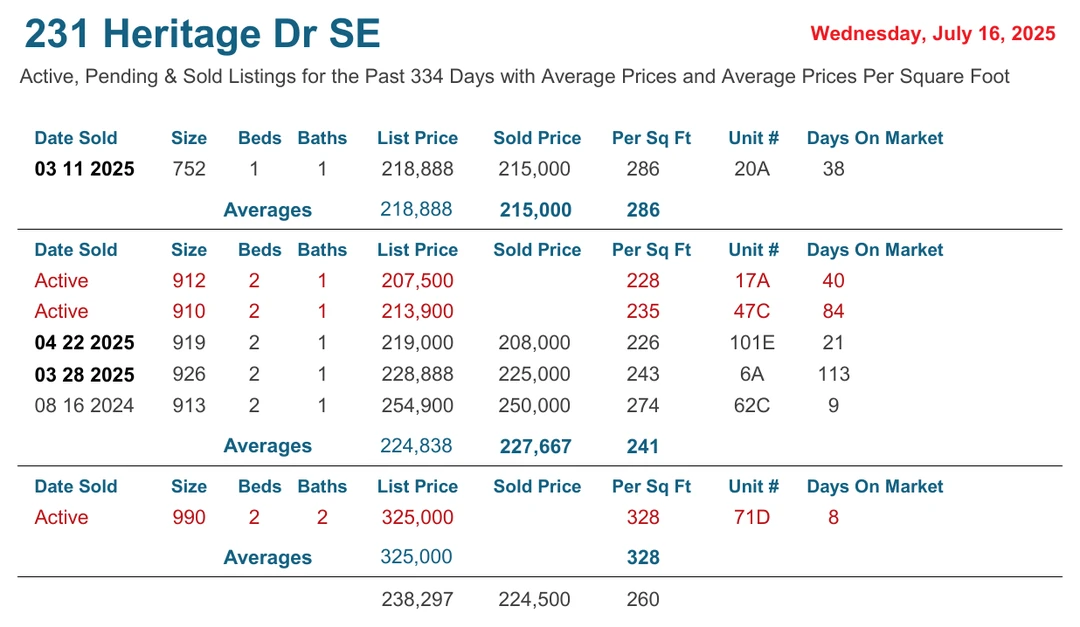 231 Heritage Dr SE
Wednesday, July 16, 2025
Active, Pending & Sold Listings for the Past 334 Days with Average Prices and Average Prices Per Square Foot
Date Sold Size Beds Baths List Price Sold Price Per Sq Ft Unit # Days On Market
03 11 2025 752 1 1 218,888 215,000 286 20A 38
Averages 218,888 215,000 286
Date Sold Size Beds Baths List Price Sold Price Per Sq Ft Unit # Days On Market
Active 912 2 1 207,500 228 17A 40
Active 910 2 1 213,900 235 47C 84
04 22 2025 919 2 1 219,000 208,000 226 101E 21
03 28 2025 926 2 1 228,888 225,000 243 6A 113
08 16 2024 913 2 1 254,900 250,000 274 62C 9
Averages 224,838 227,667 241
Date Sold Size Beds Baths List Price Sold Price Per Sq Ft Unit # Days On Market
Active 990 2 2 325,000 328 71D 8
Averages 325,000 328
238,297 224,500 260